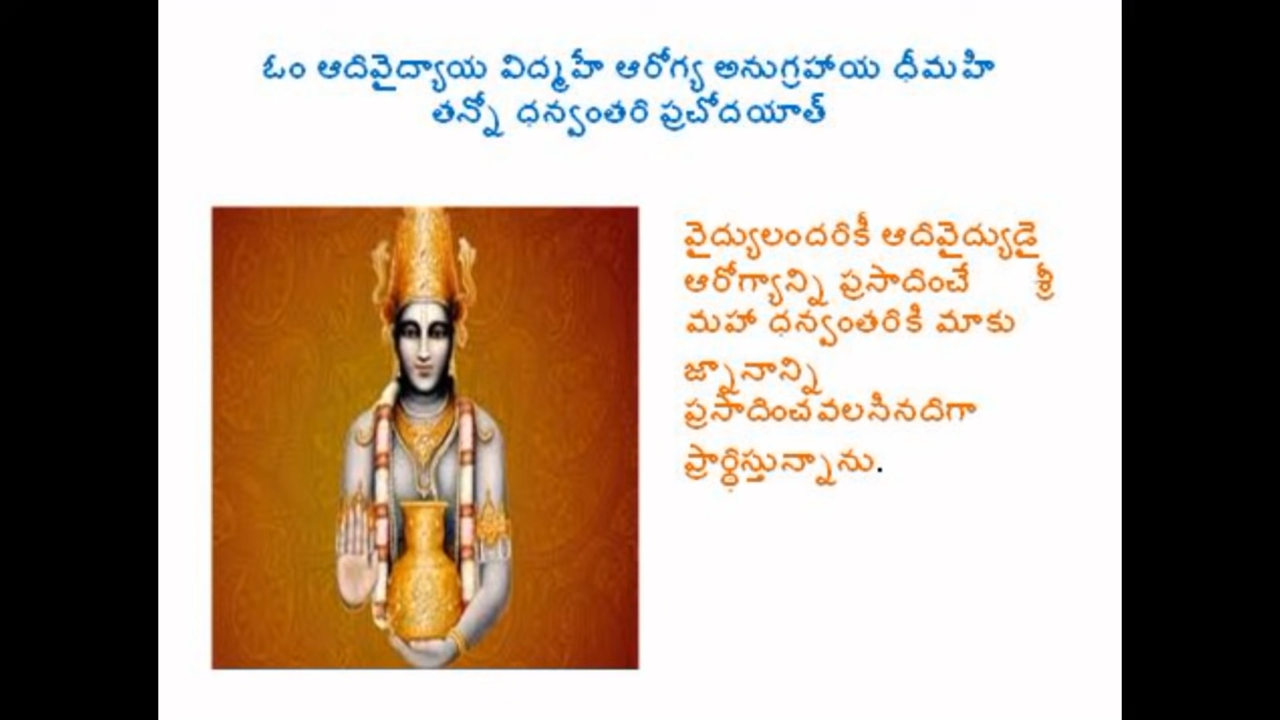 ఓం ఆదివైద్యాయ విద్మహే ఆరోగ్య అనుగ్రహాయ ధీమహి
తన్నో ధన్వంతరి ప్రచోదయాత్
వైద్యులందరికీ ఆదివైద్యుడై
ఆరోగ్యాన్ని ప్రసాదించే శ్రీ
మహా ధన్వంతరికి మాకు
జ్నానాన్ని
ప్రసాదించవలసినదిగా
ప్రార్ధిస్తున్నాను.